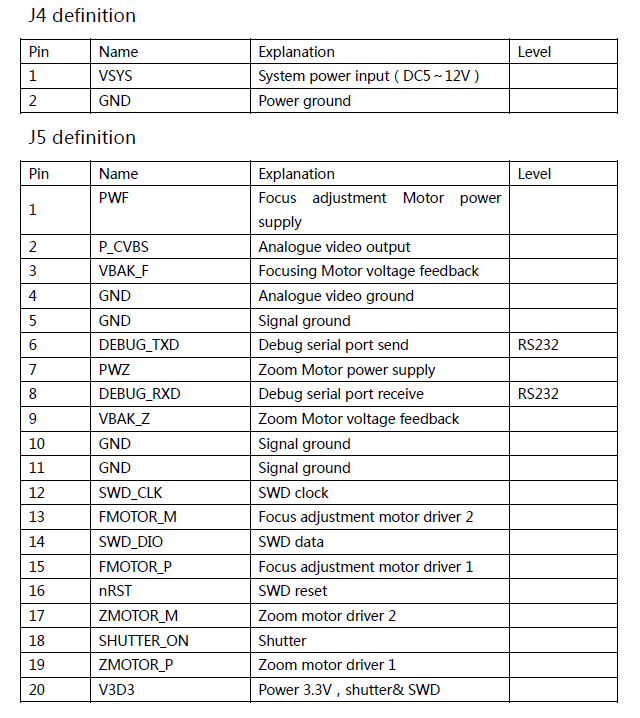 J4 definition
Pin Name Explanation Level
1 VSYS System power input ( DC5～12V )
2 GND Power ground
J5 definition
Pin Name Explanation Level
1 PWF Focus adjustment Motor power
supply
2 P_CVBS Analogue video output
3 VBAK_F Focusing Motor voltage feedback
4 GND Analogue video ground
5 GND Signal ground
6 DEBUG_TXD Debug serial port send RS232
7 PWZ Zoom Motor power supply
8 DEBUG_RXD Debug serial port receive RS232
9 VBAK_Z Zoom Motor voltage feedback
10 GND Signal ground
11 GND Signal ground
12 SWD_CLK SWD clock
13 FMOTOR_M Focus adjustment motor driver 2
14 SWD_DIO SWD data
15 FMOTOR_P Focus adjustment motor driver 1
16 nRST SWD reset
17 ZMOTOR_M Zoom motor driver 2
18 SHUTTER_ON Shutter
19 ZMOTOR_P Zoom motor driver 1
20 V3D3 Power 3.3V , shutter& SWD